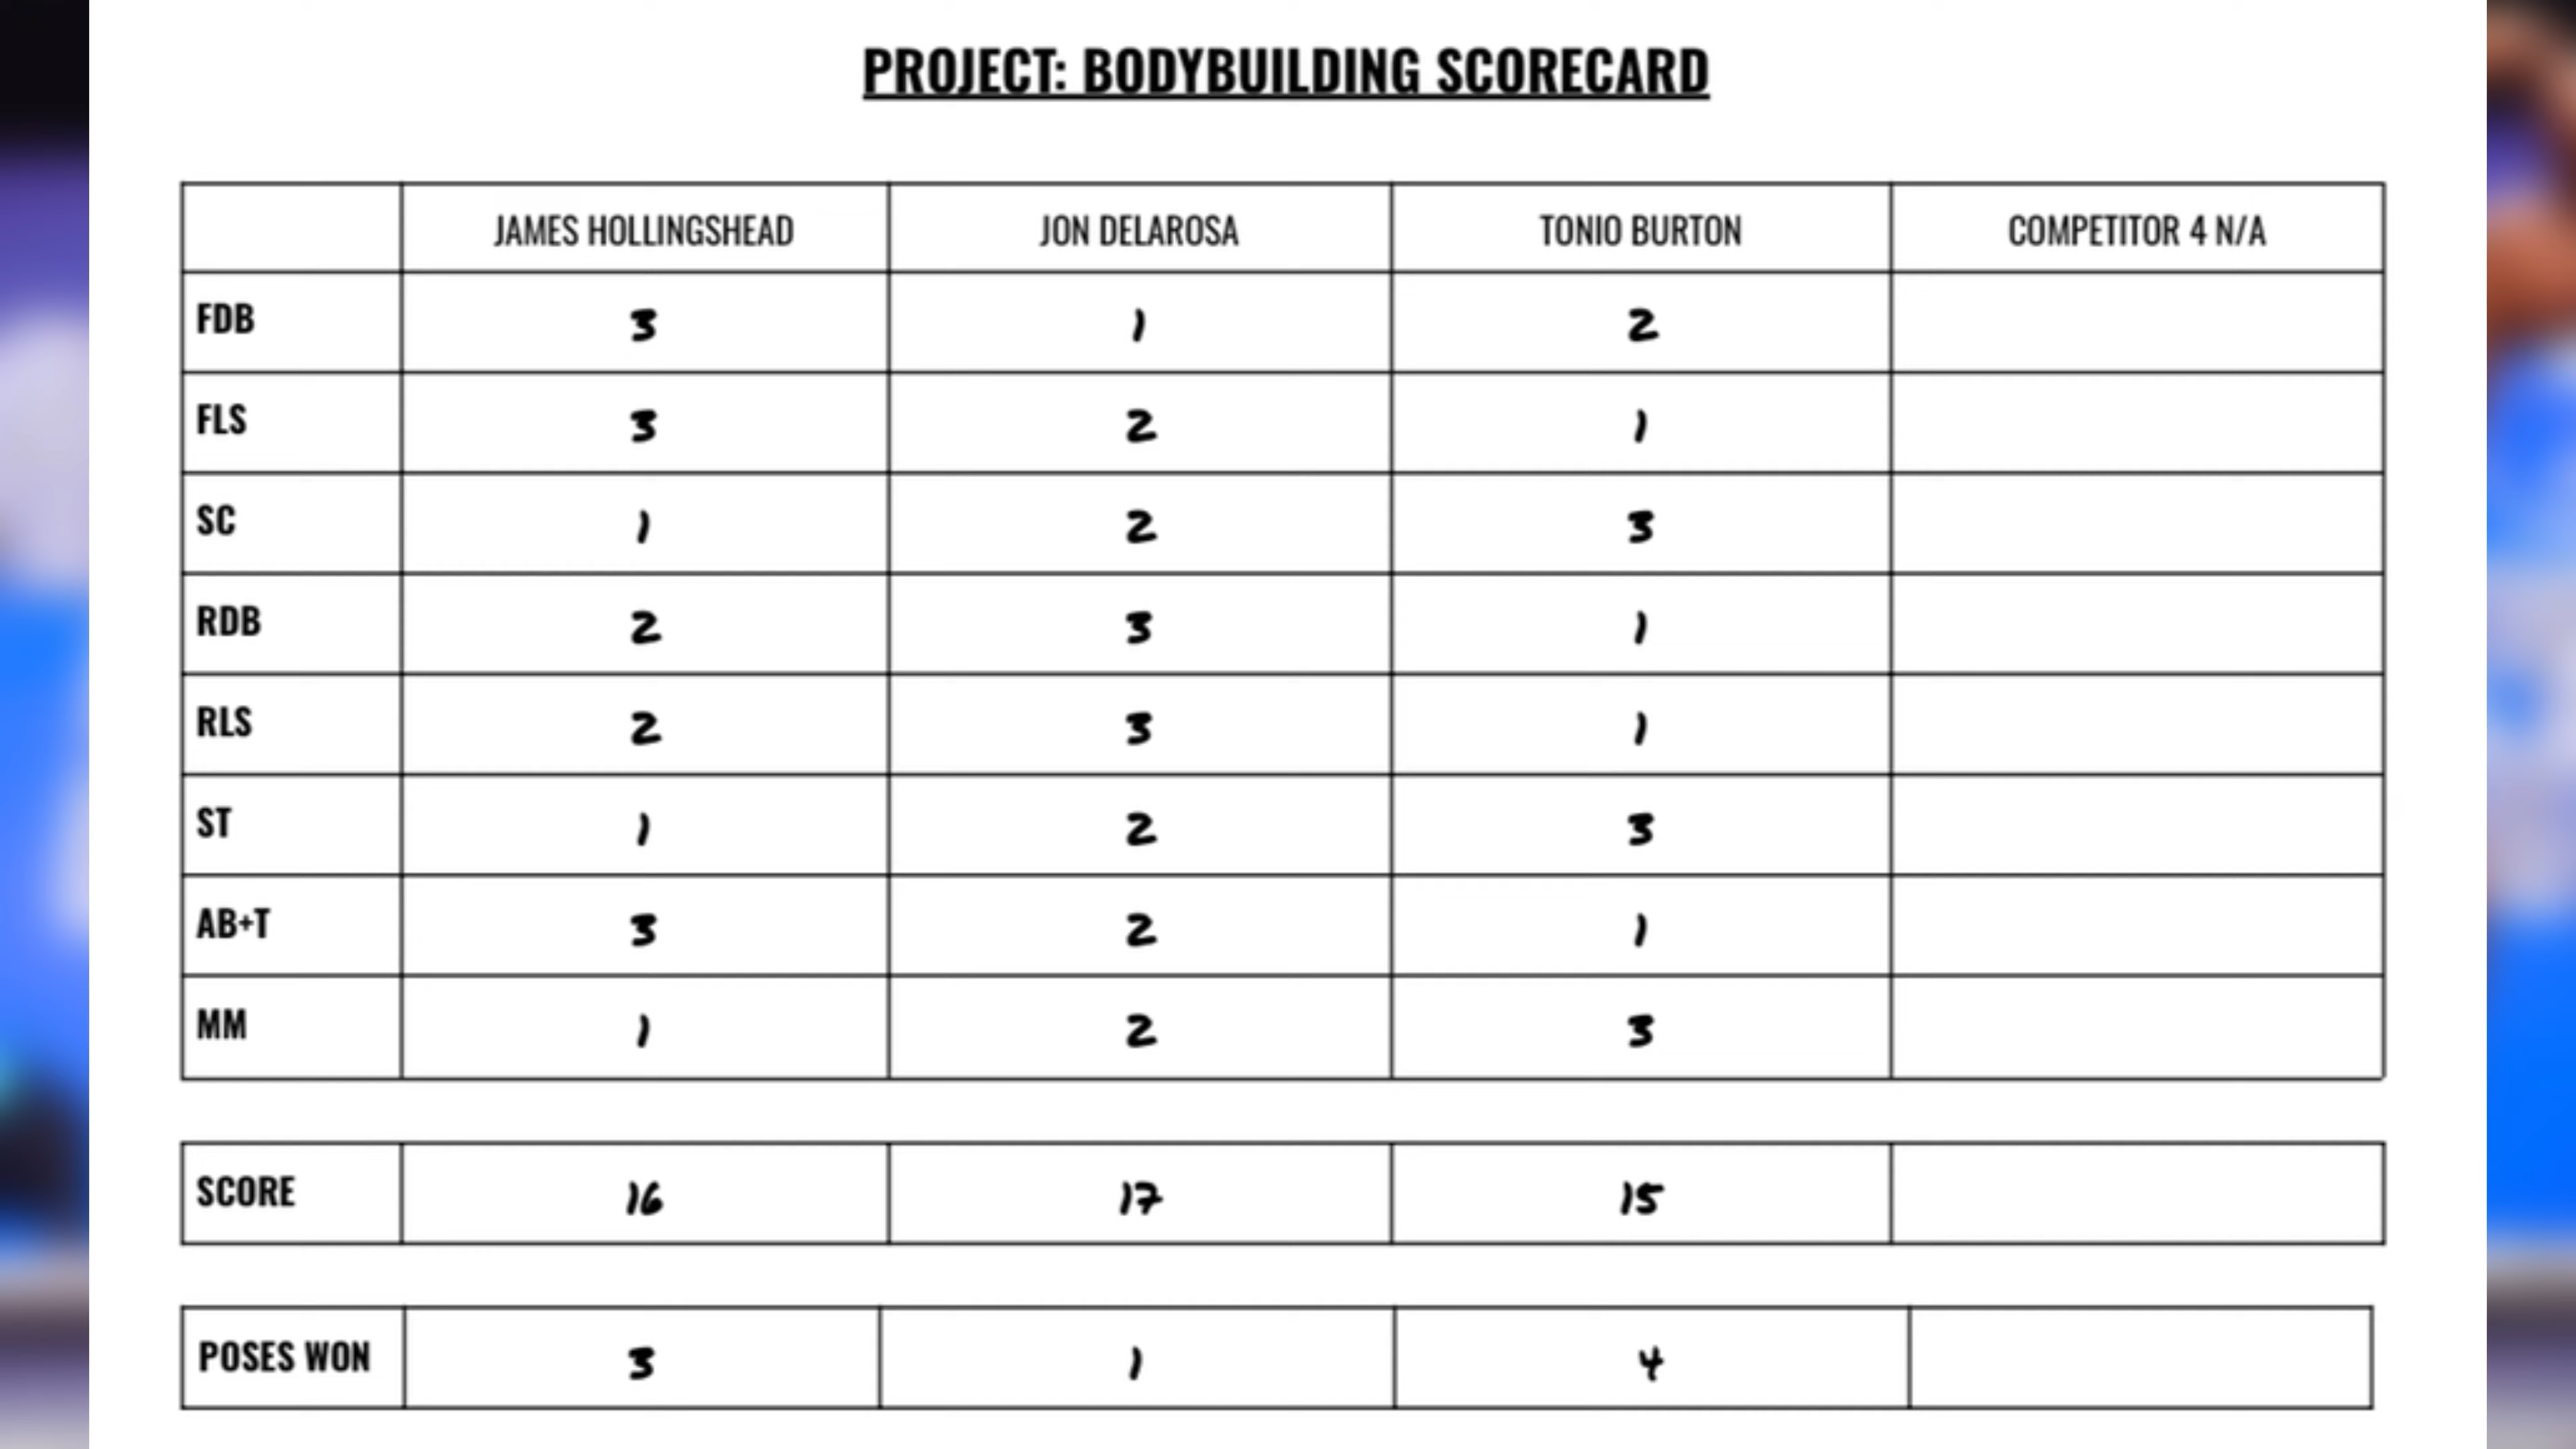 PROJECT: BODYBUILDING SCORECARD
JAMES HOLLINGSHEAD JON DELAROSA TONIO BURTON COMPETITOR 4 N/A
FDB 3 1 2
FLS 3 2 1
SC 1 2 3
RDB 2 3 1
RLS 2 3 1
ST 1 2 3
AB+T 3 2 1
MM 1 2 3
SCORE 16 17 15
POSES WON 3 1 4